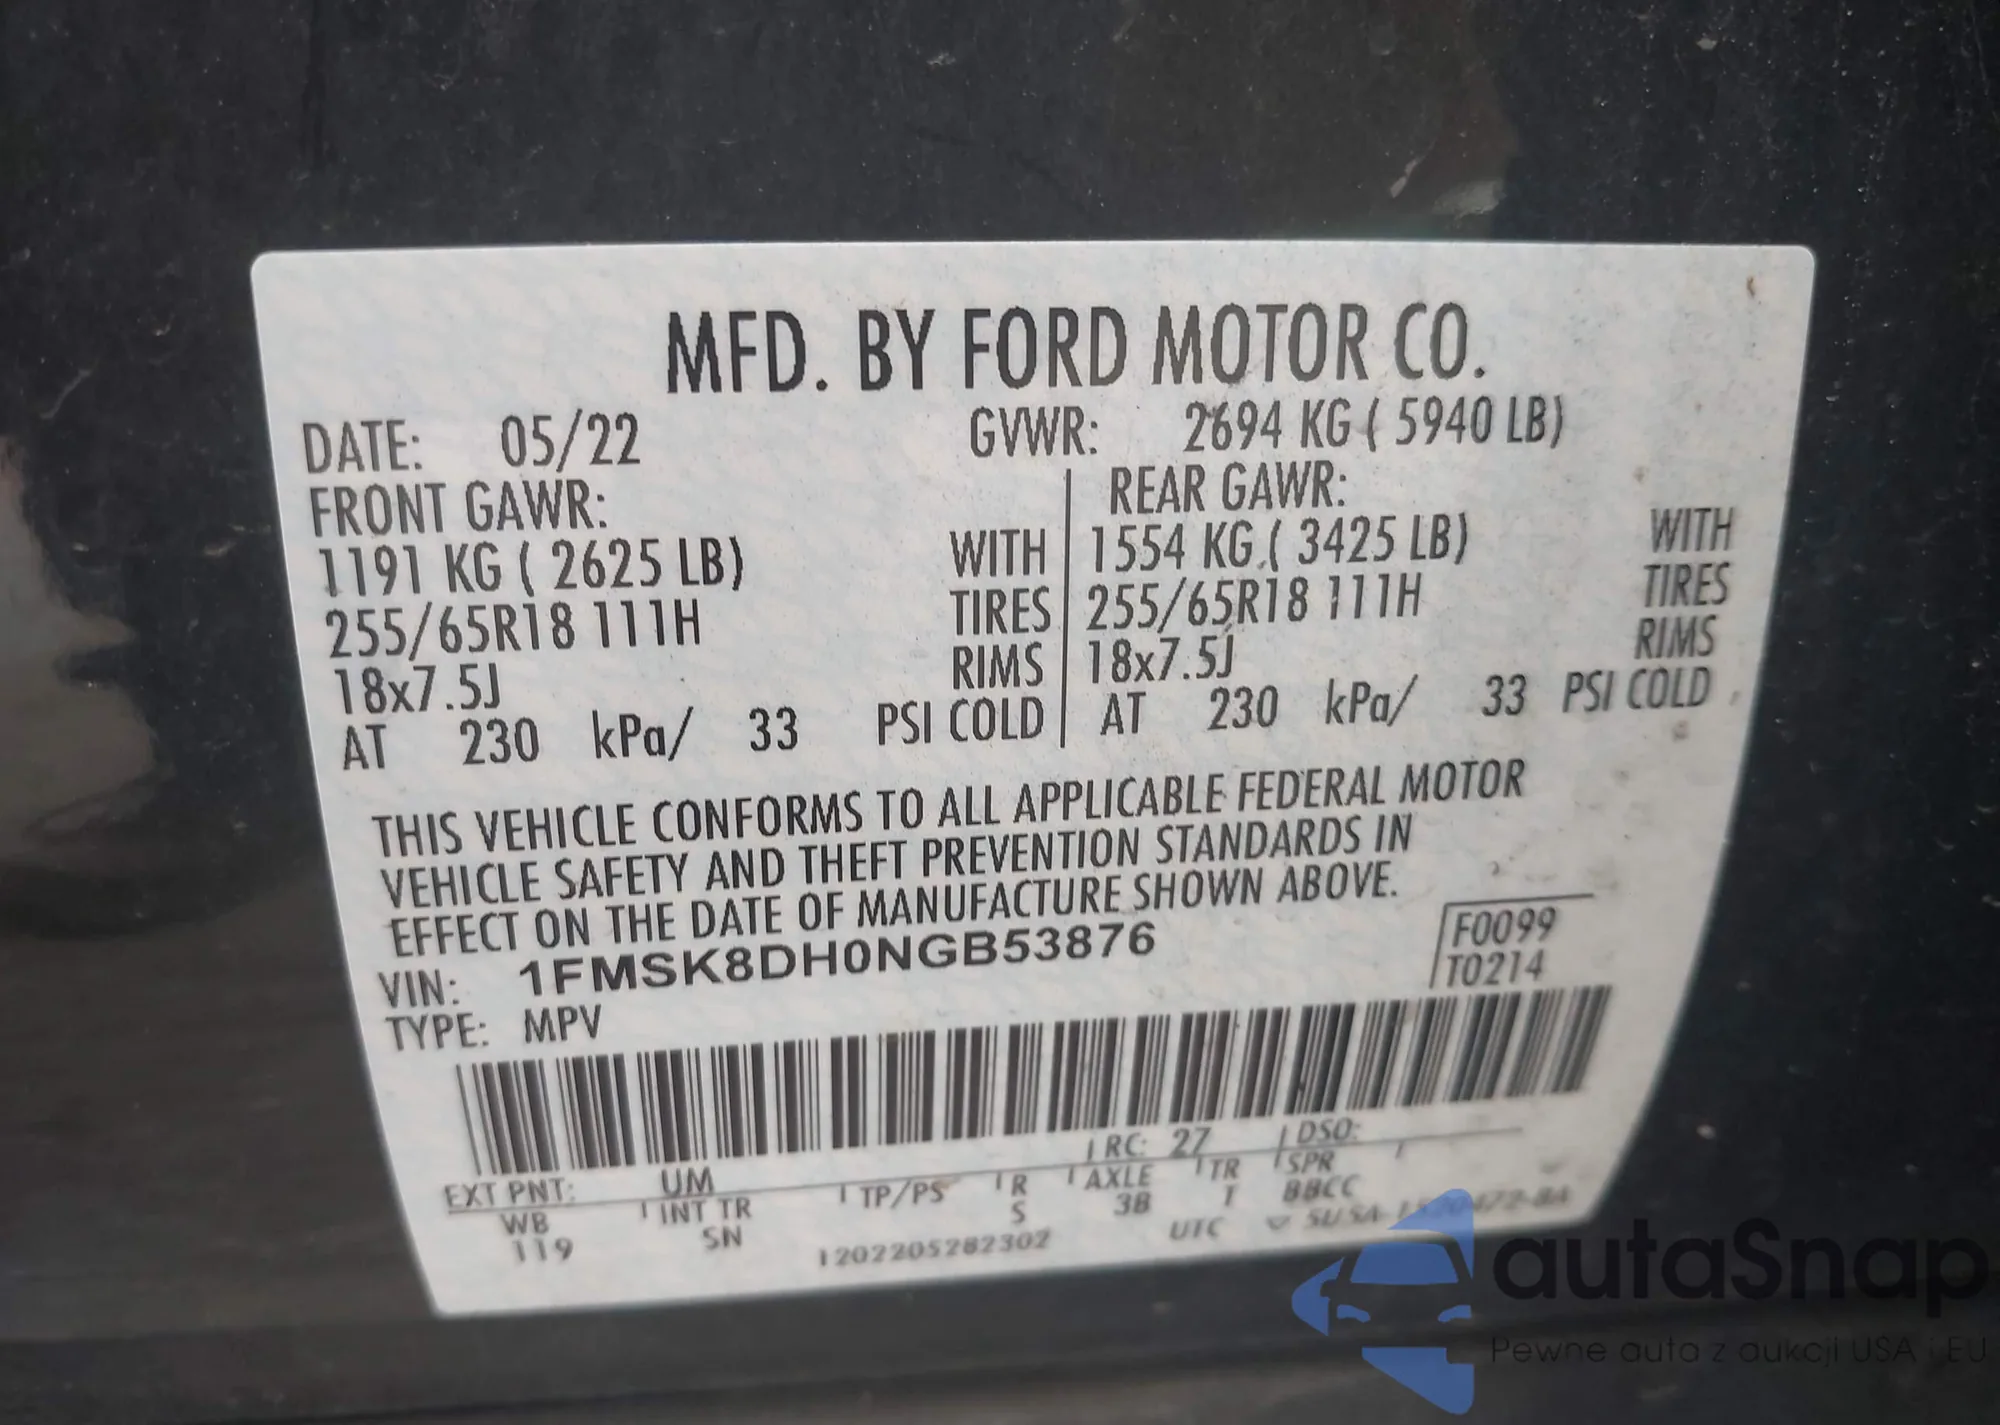 MFD. BY FORD MOTOR CO.
DATE: 05/22 GVWR: 2694 KG ( 5940 LB)
FRONT GAWR: REAR GAWR:
1191 KG ( 2625 LB) WITH 1554 KG ( 3425 LB) WITH
255/65R18 111H TIRES 255/65R18 111H TIRES
18x7.5J RIMS 18x7.5J RIMS
AT 230 kPa/ 33 PSI COLD AT 230 kPa/ 33 PSI COLD
THIS VEHICLE CONFORMS TO ALL APPLICABLE FEDERAL MOTOR
VEHICLE SAFETY AND THEFT PREVENTION STANDARDS IN
EFFECT ON THE DATE OF MANUFACTURE SHOWN ABOVE.
VIN: 1FMSK8DH0NGB53876 F0099
TYPE: MPV T0214
EXT PNT: UM RC: 27 DSO:
WB INT TR TP/PS R AXLE TR SPR
119 SN S 3B T BBCC
1202205282302 UTC
autaSnap
Pewne auta z aukcji USA i EU